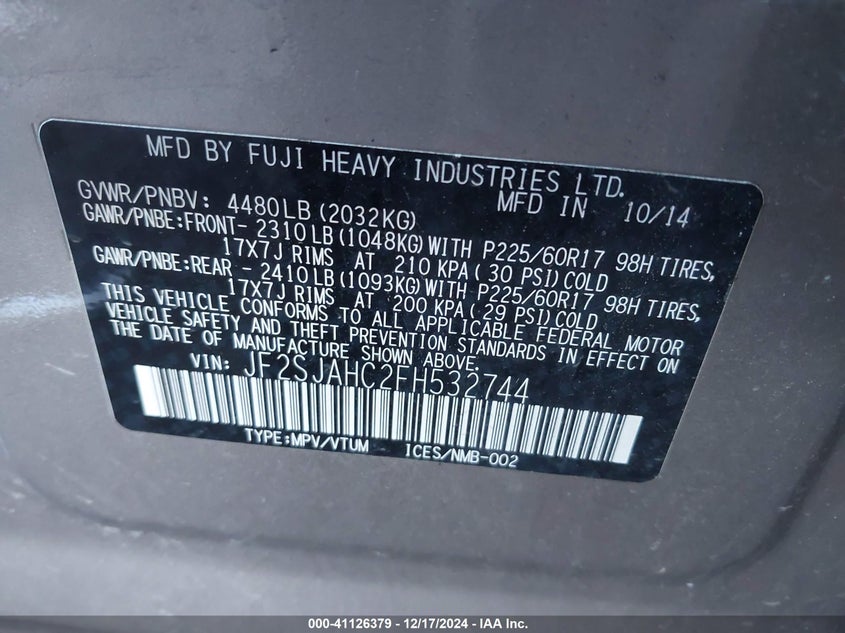 MFD BY FUJI HEAVY INDUSTRIES LTD.
GVWR/PNBV: 4480LB(2032KG) MFD IN 10/14
GAWR/PNBE:FRONT- 2310LB(1048KG)WITH P225/60R17 98H TIRES,
17X7J RIMS AT 210 KPA( 30 PSI)COLD
GAWR/PNBE:REAR - 2410LB(1093KG)WITH P225/60R17 98H TIRES,
17X7J RIMS AT 200 KPA( 29 PSI)COLD
THIS VEHICLE CONFORMS TO ALL APPLICABLE FEDERAL MOTOR
VEHICLE SAFETY AND THEFT PREVENTION STANDARDS IN EFFECT ON
THE DATE OF MANUFACTURE SHOWN ABOVE.
VIN: JF2SJAHC2FH532744
TYPE:MPV/VTUM ICES/NMB-002
000-41126379 - 12/17/2024 - IAA Inc.